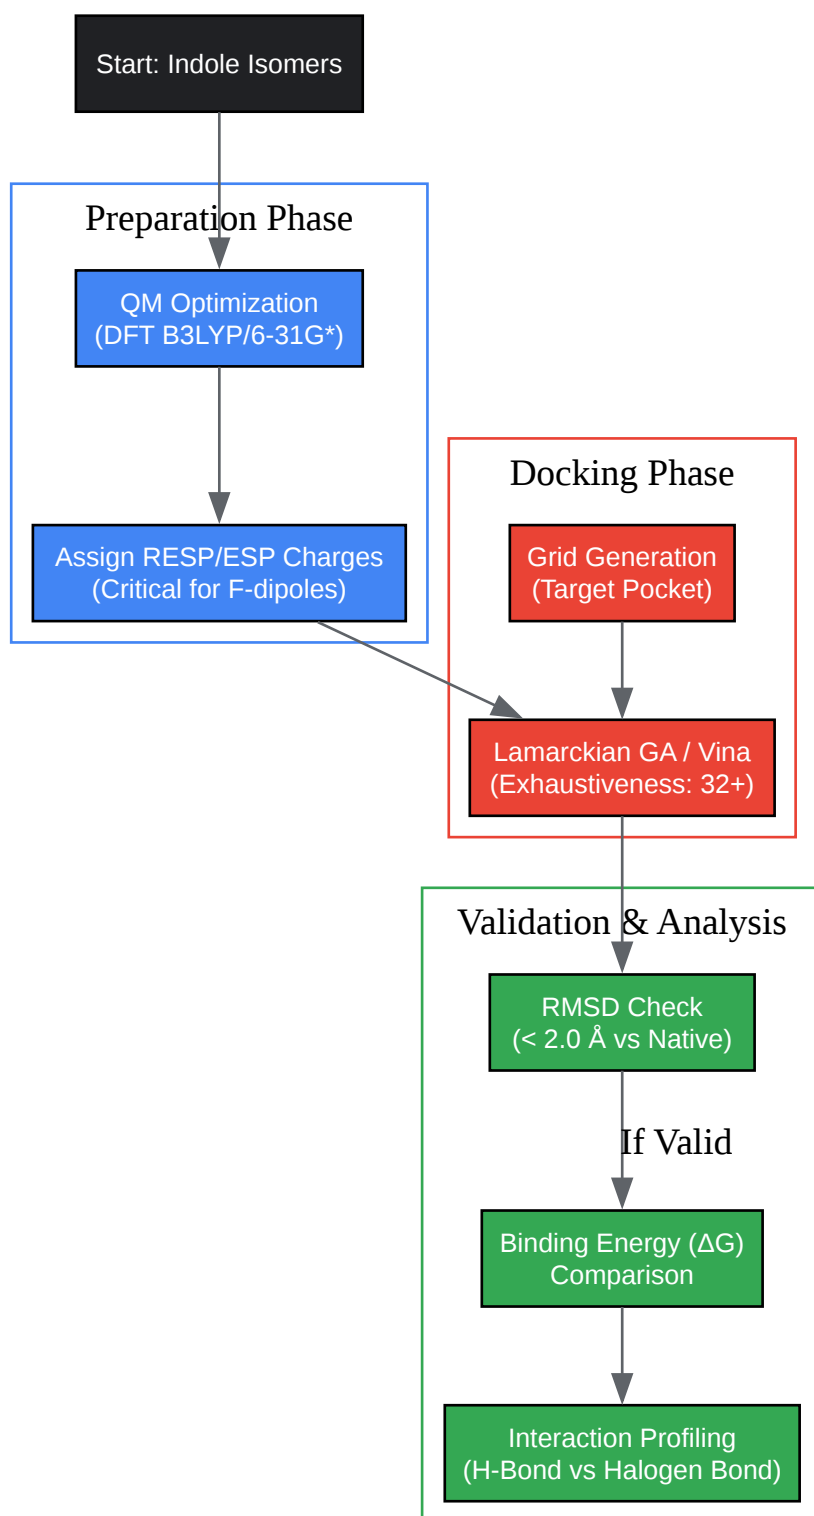 Start: Indole Isomers
Preparation Phase
QM Optimization
(DFT B3LYP/6-31G*)
Assign RESP/ESP Charges
(Critical for F-dipoles)
Docking Phase
Grid Generation
(Target Pocket)
Lamarckian GA / Vina
(Exhaustiveness: 32+)
Validation & Analysis
RMSD Check
(< 2.0 Å vs Native)
If Valid
Binding Energy (ΔG)
Comparison
Interaction Profiling
(H-Bond vs Halogen Bond)